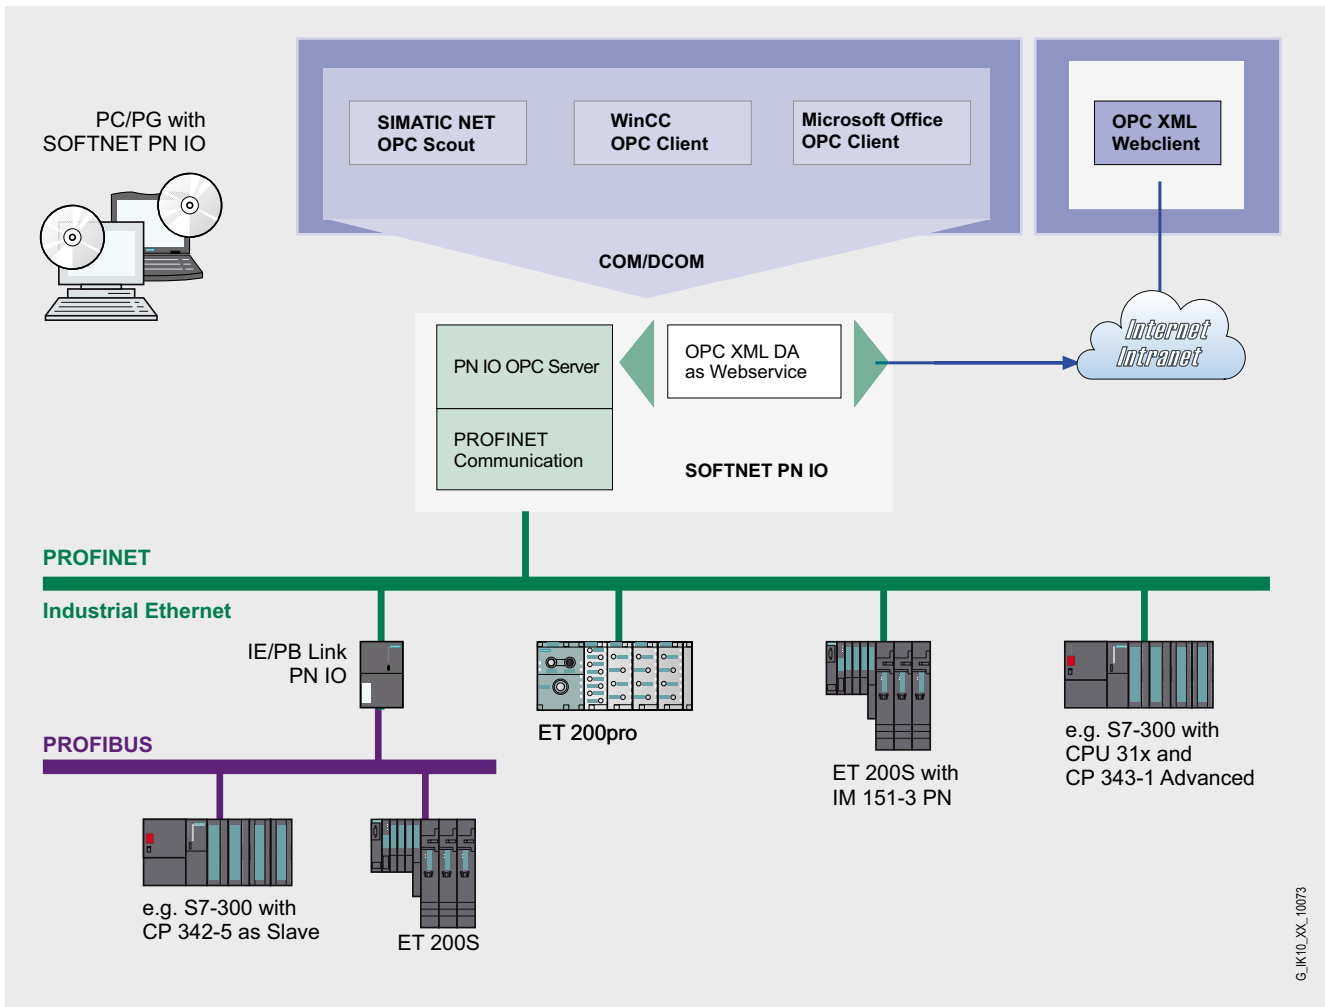 PC/PG with
SOFTNET PN IO
SIMATIC NET
OPC Scout
WinCC
OPC Client
Microsoft Office
OPC Client
OPC XML
Webclient
COM/DCOM
Internet
Intranet
PN IO OPC Server
OPC XML DA
as Webservice
PROFINET
Communication
SOFTNET PN IO
PROFINET
Industrial Ethernet
IE/PB Link
PN IO
ET 200pro
ET 200S with
IM 151-3 PN
e.g. S7-300 with
CPU 31x and
CP 343-1 Advanced
PROFIBUS
e.g. S7-300 with
CP 342-5 as Slave
ET 200S
G_IK10_XX_10073